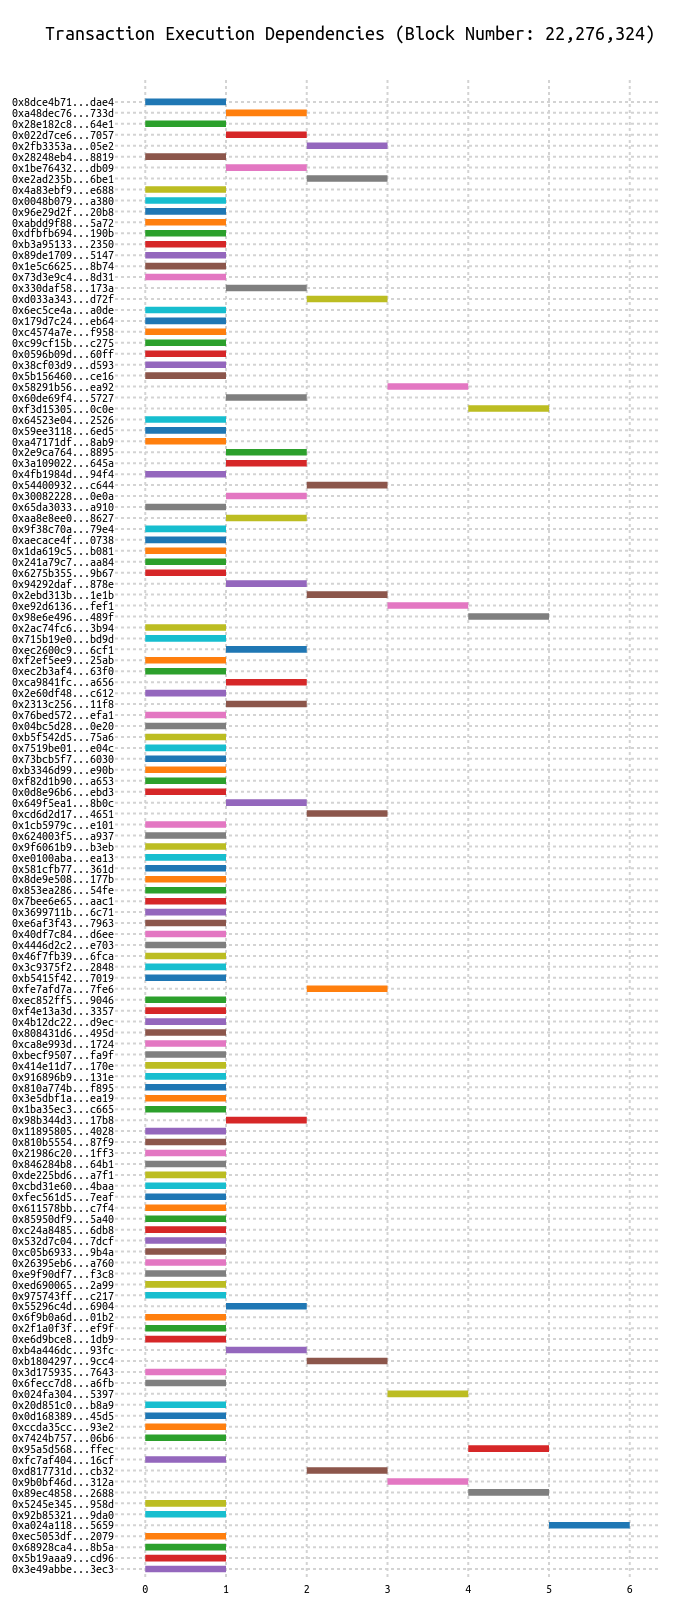 Transaction Execution Dependencies (Block Number: 22,276,324)
0x8dce4b71...dae4
0xa48dec76...733d
0x28e182c8...64e1
0x022d7ce6...7057
0x2fb3353a...05e2
0x28248eb4...8819
0x1be76432...db09
0xe2ad235b...6be1
0x4a83ebf9...e688
0x0048b079...a380
0x96e29d2f...20b8
0xabdd9f88...5a72
0xdfbfb694...190b
0xb3a95133...2350
0x89de1709...5147
0x1e5c6625...8b74
0x73d3e9c4...8d31
0x330daf58...173a
0xd033a343...d72f
0x6ec5ce4a...a0de
0x179d7c24...eb64
0xc4574a7e...f958
0xc99cf15b...c275
0x0596b09d...60ff
0x38cf03d9...d593
0x5b156460...ce16
0x58291b56...ea92
0x60de69f4...5727
0xf3d15305...0c0e
0x64523e04...2526
0x59ee3118...6ed5
0xa47171df...8ab9
0x2e9ca764...8895
0x3a109022...645a
0x4fb1984d...94f4
0x54400932...c644
0x30082228...0e0a
0x65da3033...a910
0xaa8e8ee0...8627
0x9f38c70a...79e4
0xaecace4f...0738
0x1da619c5...b081
0x241a79c7...aa84
0x6275b355...9b67
0x94292daf...878e
0x2ebd313b...1e1b
0xe92d6136...fef1
0x98e6e496...489f
0x2ac74fc6...3b94
0x715b19e0...bd9d
0xec2600c9...6cf1
0xf2ef5ee9...25ab
0xec2b3af4...63f0
0xca9841fc...a656
0x2e60df48...c612
0x2313c256...11f8
0x76bed572...efa1
0x04bc5d28...0e20
0xb5f542d5...75a6
0x7519be01...e04c
0x73bcb5f7...6030
0xb3346d99...e90b
0xf82d1b90...a653
0x0d8e96b6...ebd3
0x649f5ea1...8b0c
0xcd6d2d17...4651
0x1cb5979c...e101
0x624003f5...a937
0x9f6061b9...b3eb
0xe0100aba...ea13
0x581cfb77...361d
0x8de9e508...177b
0x853ea286...54fe
0x7bee6e65...aac1
0x3699711b...6c71
0xe6af3f43...7963
0x40df7c84...d6ee
0x4446d2c2...e703
0x46f7fb39...6fca
0x3c9375f2...2848
0xb5415f42...7019
0xfe7afd7a...7fe6
0xec852ff5...9046
0xf4e13a3d...3357
0x4b12dc22...d9ec
0x808431d6...495d
0xca8e993d...1724
0xbecf9507...fa9f
0x414e11d7...170e
0x916896b9...131e
0x810a774b...f895
0x3e5dbf1a...ea19
0x1ba35ec3...c665
0x98b344d3...17b8
0x11895805...4028
0x810b5554...87f9
0x21986c20...1ff3
0x846284b8...64b1
0xde225bd6...a7f1
0xcbd31e60...4baa
0xfec561d5...7eaf
0x611578bb...c7f4
0x85950df9...5a40
0xc24a8485...6db8
0x532d7c04...7dcf
0xc05b6933...9b4a
0x26395eb6...a760
0xe9f90df7...f3c8
0xed690065...2a99
0x975743ff...c217
0x55296c4d...6904
0x6f9b0a6d...01b2
0x2f1a0f3f...ef9f
0xe6d9bce8...1db9
0xb4a446dc...93fc
0xb1804297...9cc4
0x3d175935...7643
0x6fecc7d8...a6fb
0x024fa304...5397
0x20d851c0...b8a9
0x0d168389...45d5
0xccda35cc...93e2
0x7424b757...06b6
0x95a5d568...ffec
0xfc7af404...16cf
0xd817731d...cb32
0x9b0bf46d...312a
0x89ec4858...2688
0x5245e345...958d
0x92b85321...9da0
0xa024a118...5659
0xec5053df...2079
0x68928ca4...8b5a
0x5b19aaa9...cd96
0x3e49abbe...3ec3
0 1 2 3 4 5 6